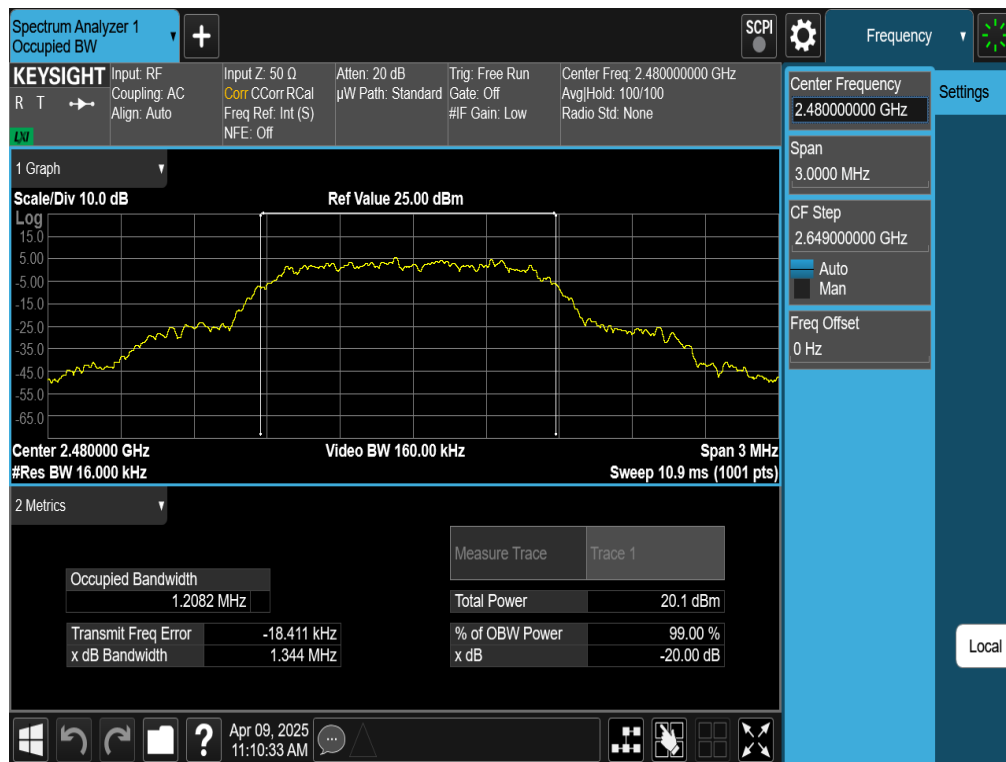 Spectrum Analyzer 1
Occupied BW
+
SCPI
Frequency
KEYSIGHT
R T
LXI
Input: RF
Coupling: AC
Align: Auto
Input Z: 50 Ω
Corr CCorr RCal
Freq Ref: Int (S)
NFE: Off
Atten: 20 dB
µW Path: Standard
Trig: Free Run
Gate: Off
#IF Gain: Low
Center Freq: 2.480000000 GHz
Avg|Hold: 100/100
Radio Std: None
Center Frequency
2.480000000 GHz
Settings
Span
3.0000 MHz
CF Step
2.649000000 GHz
Auto
Man
Freq Offset
0 Hz
Local
1 Graph
Scale/Div 10.0 dB
Ref Value 25.00 dBm
Log
15.0
5.00
-5.00
-15.0
-25.0
-35.0
-45.0
-55.0
-65.0
Center 2.480000 GHz
Video BW 160.00 kHz
Span 3 MHz
#Res BW 16.000 kHz
Sweep 10.9 ms (1001 pts)
2 Metrics
Measure Trace
Trace 1
Occupied Bandwidth
1.2082 MHz
Total Power
20.1 dBm
Transmit Freq Error
-18.411 kHz
% of OBW Power
99.00 %
x dB Bandwidth
1.344 MHz
x dB
-20.00 dB
?
Apr 09, 2025
11:10:33 AM